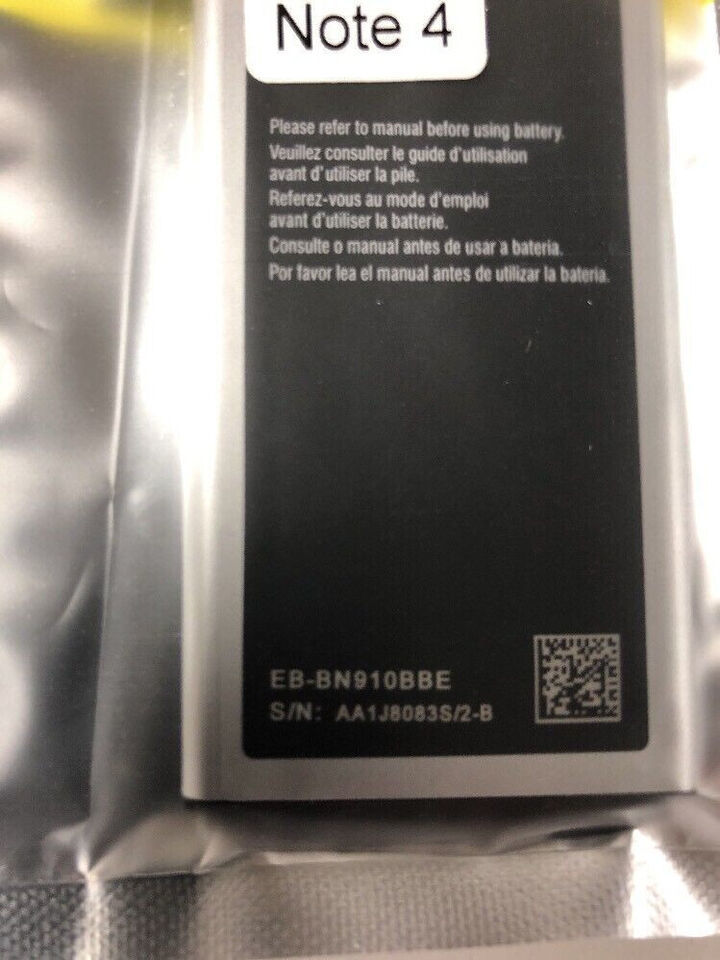 Note 4
Please refer to manual before using battery.
Veuillez consulter le guide d'utilisation
avant d'utiliser la pile.
Referez-vous au mode d'emploi
avant d'utiliser la batterie.
Consulte o manual antes de usar a bateria.
Por favor lea el manual antes de utilizar la bateria.
EB-BN910BBE
S/N: AA1J8083S/2-B